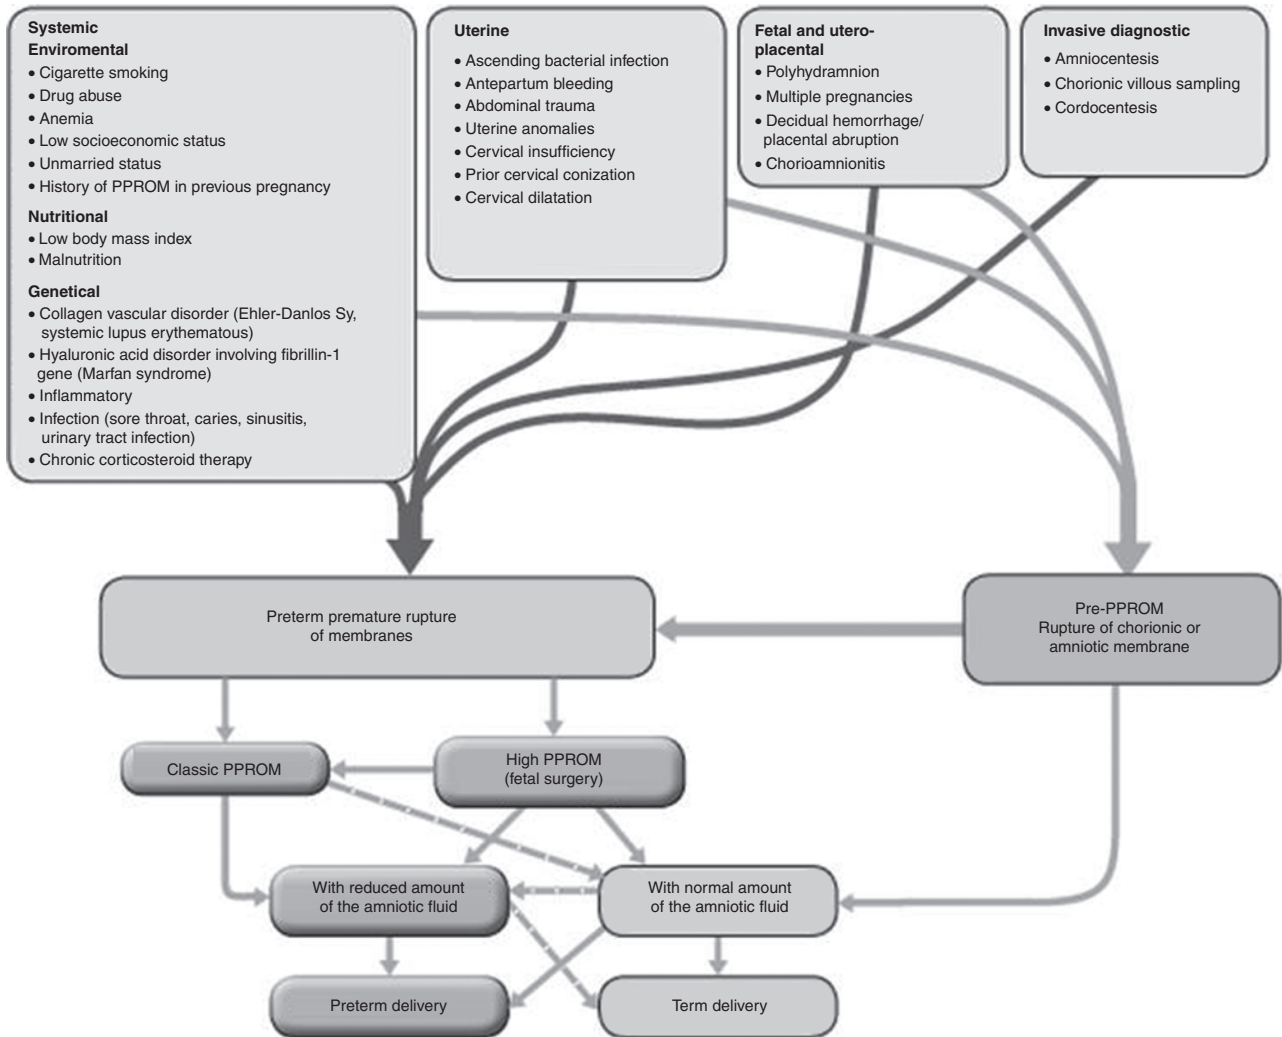 Systemic
Enviromental
• Cigarette smoking
• Drug abuse
• Anemia
• Low socioeconomic status
• Unmarried status
• History of PPROM in previous pregnancy
Nutritional
• Low body mass index
• Malnutrition
Genetical
• Collagen vascular disorder (Ehler-Danlos Sy,
systemic lupus erythematous)
• Hyaluronic acid disorder involving fibrillin-1
gene (Marfan syndrome)
• Inflammatory
• Infection (sore throat, caries, sinusitis,
urinary tract infection)
• Chronic corticosteroid therapy
Uterine
• Ascending bacterial infection
• Antepartum bleeding
• Abdominal trauma
• Uterine anomalies
• Cervical insufficiency
• Prior cervical conization
• Cervical dilatation
Fetal and utero-
placental
• Polyhydramnion
• Multiple pregnancies
• Decidual hemorrhage/
placental abruption
• Chorioamnionitis
Invasive diagnostic
• Amniocentesis
• Chorionic villous sampling
• Cordocentesis
Preterm premature rupture
of membranes
Pre-PPROM
Rupture of chorionic or
amniotic membrane
Classic PPROM
High PPROM
(fetal surgery)
With reduced amount
of the amniotic fluid
With normal amount
of the amniotic fluid
Preterm delivery
Term delivery